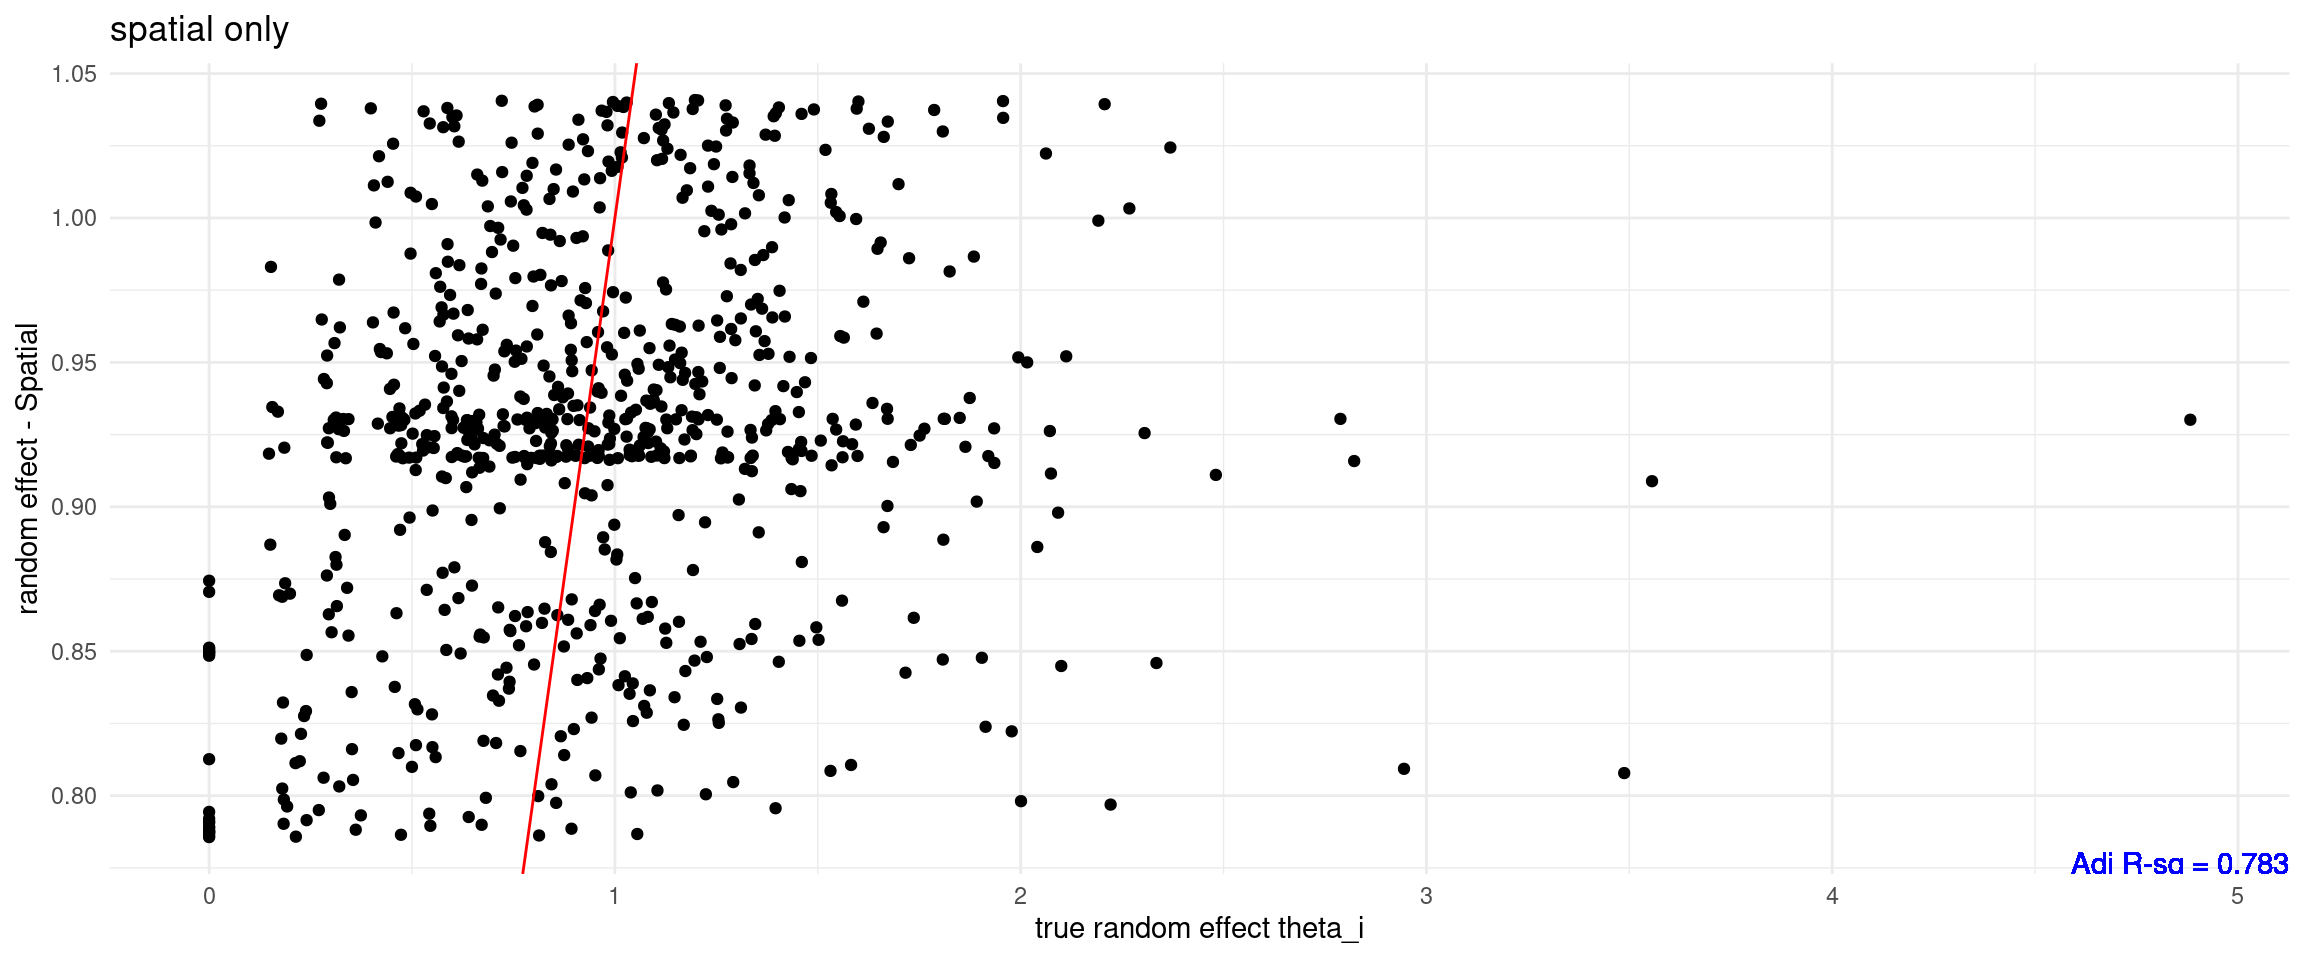 spatial only
1.05
1.00
0.95
0.90
0.85
0.80
random effect - Spatial
0 1 2 3 4 5
true random effect theta_i
Adj R-sq = 0.783